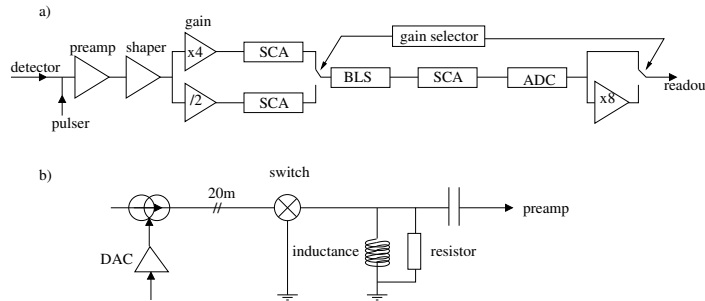 a)
gain
preamp
shaper
x4
SCA
gain selector
detector
BLS
SCA
ADC
readou
/2
SCA
x8
pulser
b)
switch
20m
preamp
DAC
inductance
resistor